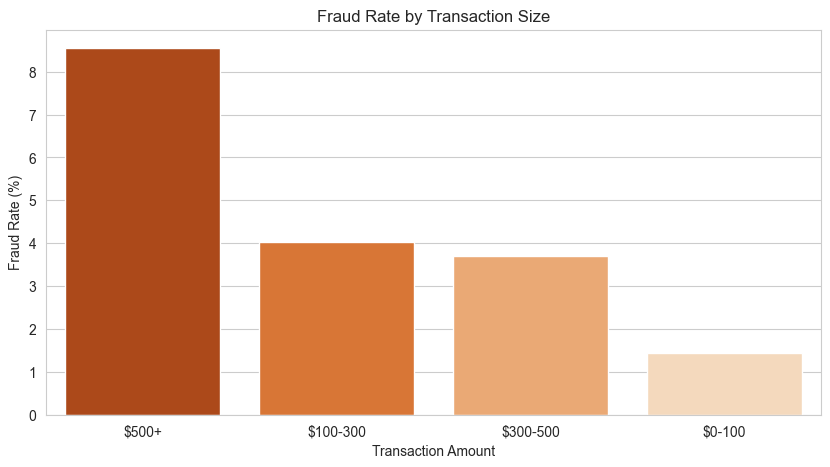 Fraud Rate by Transaction Size
Fraud Rate (%)
8
7
6
5
4
3
2
1
0
$500+ $100-300 $300-500 $0-100
Transaction Amount